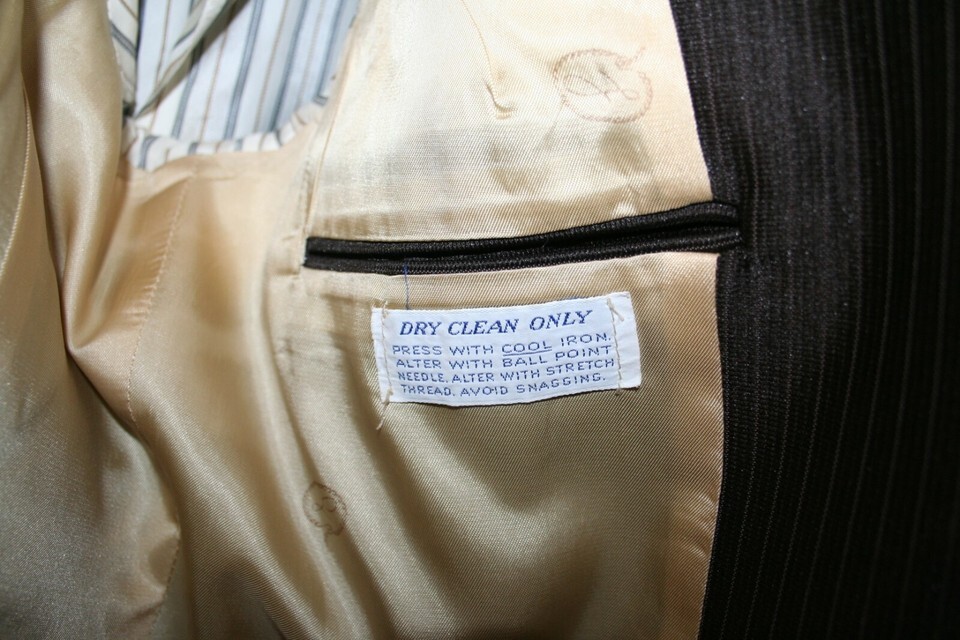 DRY CLEAN ONLY
PRESS WITH COOL IRON.
ALTER WITH BALL POINT
NEEDLE. ALTER WITH STRETCH
THREAD. AVOID SNAGGING.